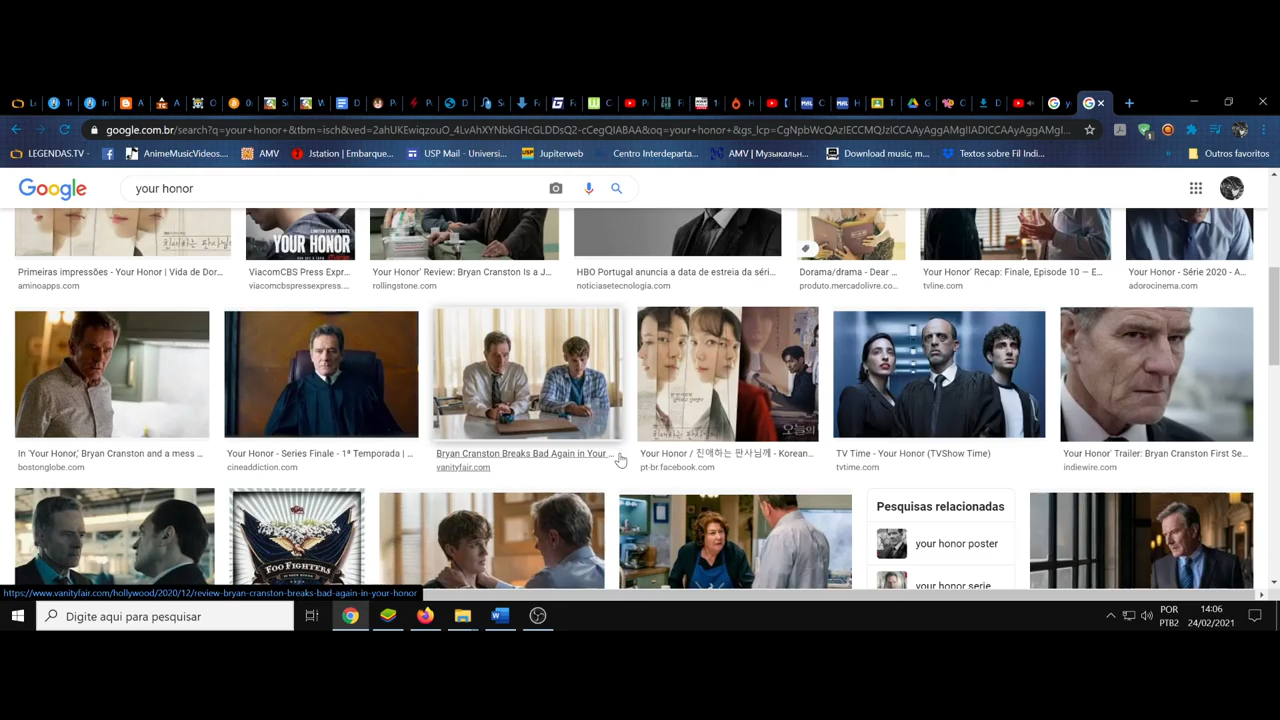 google.com.br/search?q=your+honor+&tbm=isch&ved=2ahUKEwiqzouO_4LvAhXYNbkGHcGLDDsQ2-cCegQIABAA&oq=your+honor+&gs_lcp=CgNpbWcQAzIECCMQJzICCAAyAggAMgIIADICCAAyAggAMgI...
LEGENDAS.TV
AnimeMusicVideos...
AMV
Jstation | Embarque...
USP Mail - Universi...
Jupiterweb
Centro Interdeparta...
AMV | Музыкальн...
Download music, m...
Textos sobre Fil Indi...
Outros favoritos
Google
your honor
YOUR HONOR
Primeiras impressões - Your Honor | Vida de Dor...
aminoapps.com
ViacomCBS Press Expr...
viacomcbspressexpress....
Your Honor' Review: Bryan Cranston Is a J...
rollingstone.com
HBO Portugal anuncia a data de estreia da séri...
noticiasetecnologia.com
Dorama/drama - Dear ...
produto.mercadolivre.co...
Your Honor' Recap: Finale, Episode 10 — E...
tvline.com
Your Honor - Série 2020 - A...
adorocinema.com
In 'Your Honor,' Bryan Cranston and a mess ...
bostonglobe.com
Your Honor - Series Finale - 1ª Temporada | ...
cineaddiction.com
Bryan Cranston Breaks Bad Again in Your ...
vanityfair.com
Your Honor / 친애하는 판사님께 - Korean...
pt-br.facebook.com
TV Time - Your Honor (TVShow Time)
tvtime.com
Your Honor' Trailer: Bryan Cranston First Se...
indiewire.com
FOO FIGHTERS
Pesquisas relacionadas
your honor poster
your honor serie
https://www.vanityfair.com/hollywood/2020/12/review-bryan-cranston-breaks-bad-again-in-your-honor
Digite aqui para pesquisar
POR
PTB2
14:06
24/02/2021